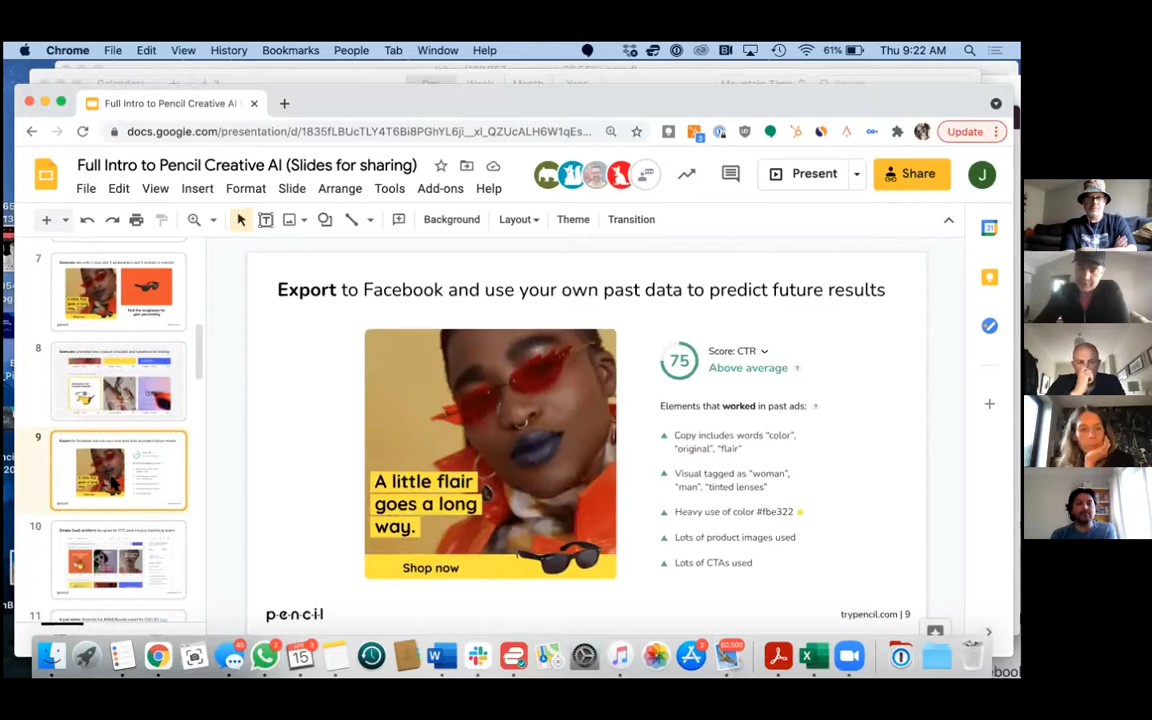 Chrome File Edit View History Bookmarks People Tab Window Help 61% Thu 9:22 AM
Full Intro to Pencil Creative AI
docs.google.com/presentation/d/1835fLBUcTLY4T6Bi8PGhYL6ji__xl_QZUcALH6W1qEs...
Update
Full Intro to Pencil Creative AI (Slides for sharing)
Present
Share
J
File Edit View Insert Format Slide Arrange Tools Add-ons Help
Background Layout Theme Transition
7
8
9
10
11
Export to Facebook and use your own past data to predict future results
75
Score: CTR
Above average
Elements that worked in past ads:
Copy includes words "color",
"original", "flair"
Visual tagged as "woman",
"man", "tinted lenses"
Heavy use of color #fbe322
Lots of product images used
Lots of CTAs used
A little flair
goes a long
way.
Shop now
pencil
trypencil.com | 9